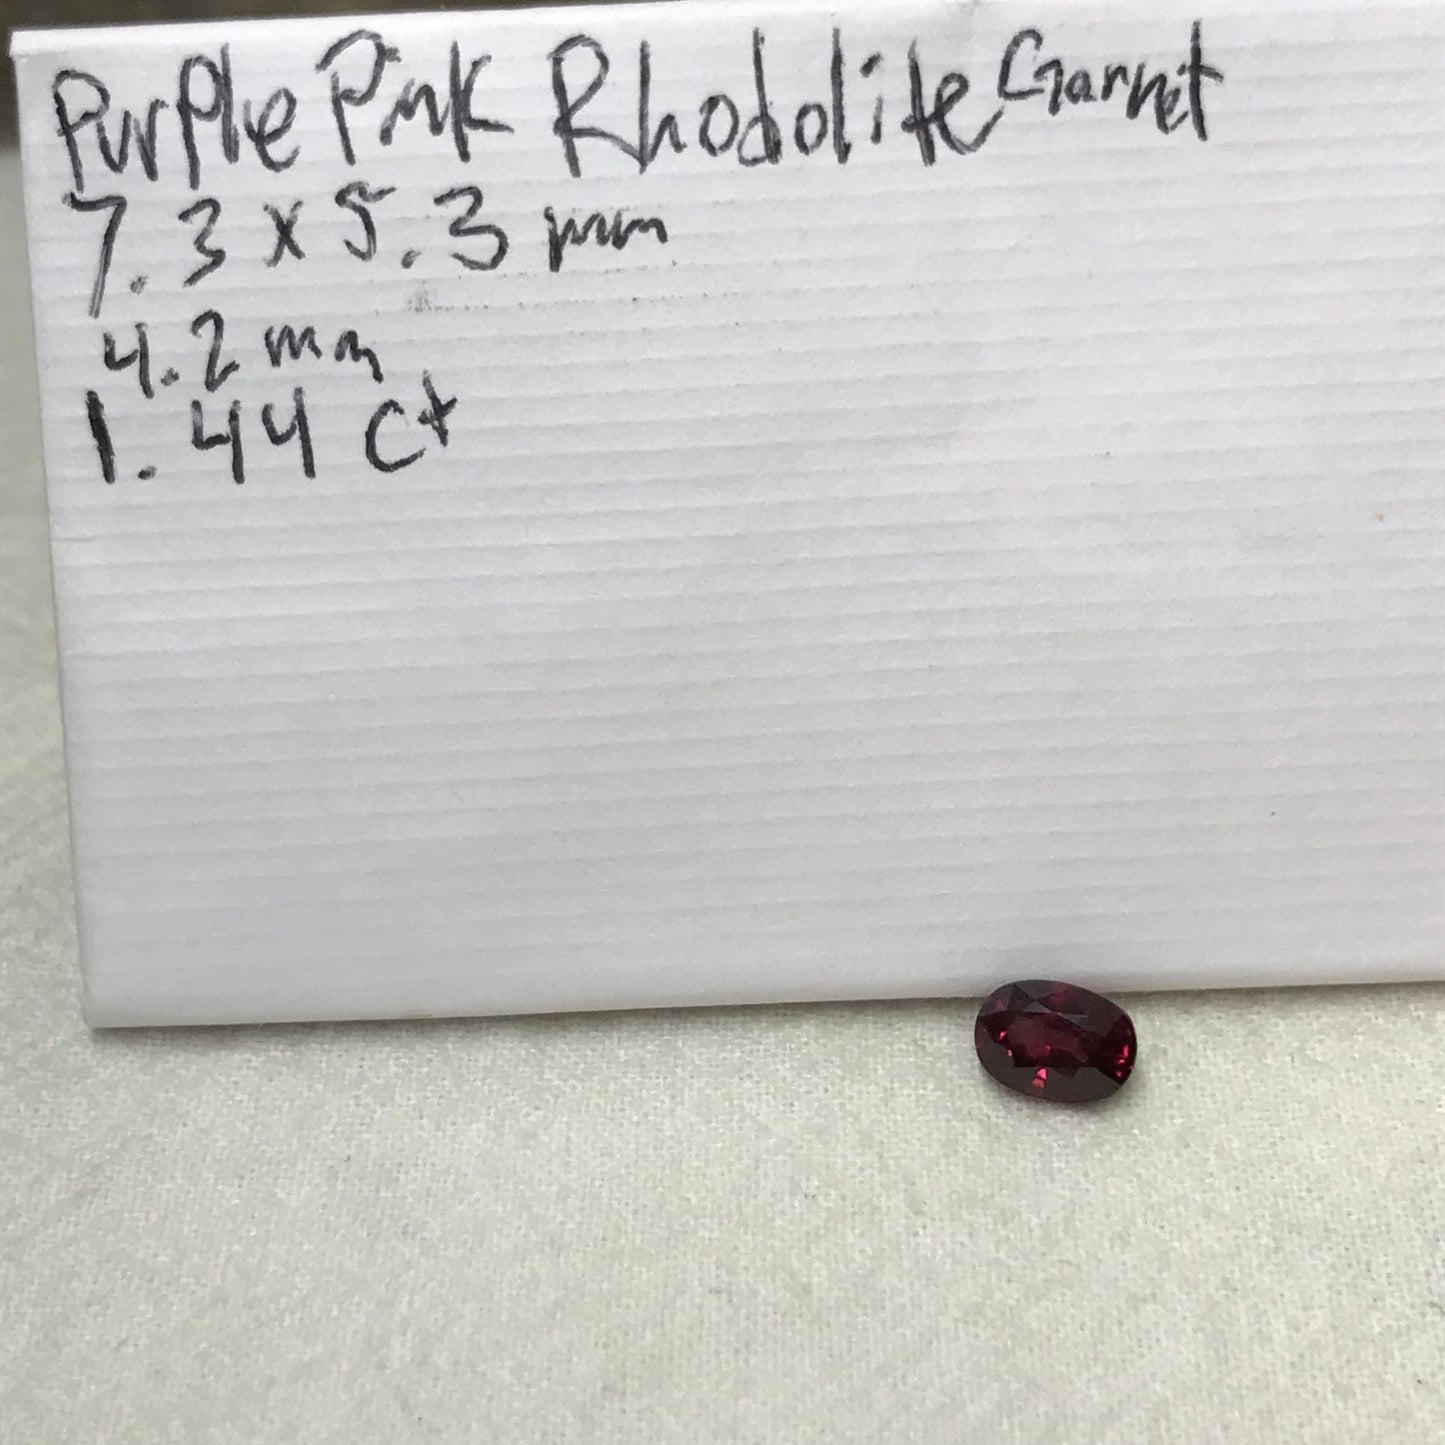 Purple Pink Rhodolite Garnet
7.3 x 5.3 mm
4.2 mm
1.44 ct